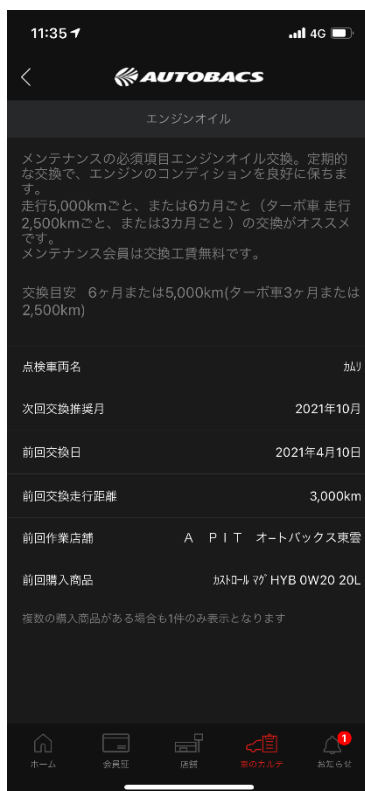 11:35
4G
AUTOBACS
エンジンオイル
メンテナンスの必須項目エンジンオイル交換。定期的
な交換で、エンジンのコンディションを良好に保ちま
す。
走行5,000kmごと、または6カ月ごと（ターボ車 走行
2,500kmごと、または3カ月ごと ）の交換がオススメ
です。
メンテナンス会員は交換工賃無料です。
交換目安　6ヶ月または5,000km(ターボ車3ヶ月または
2,500km)
点検車両名 ｶﾑﾘ
次回交換推奨月 2021年10月
前回交換日 2021年4月10日
前回交換走行距離 3,000km
前回作業店舗 Ａ　ＰＩＴ　オートバックス東雲
前回購入商品 ｶｽﾄﾛｰﾙ ﾏｸﾞHYB 0W20 20L
複数の購入商品がある場合も1件のみ表示となります
1
ホーム 会員証 店舗 車のカルテ お知らせ